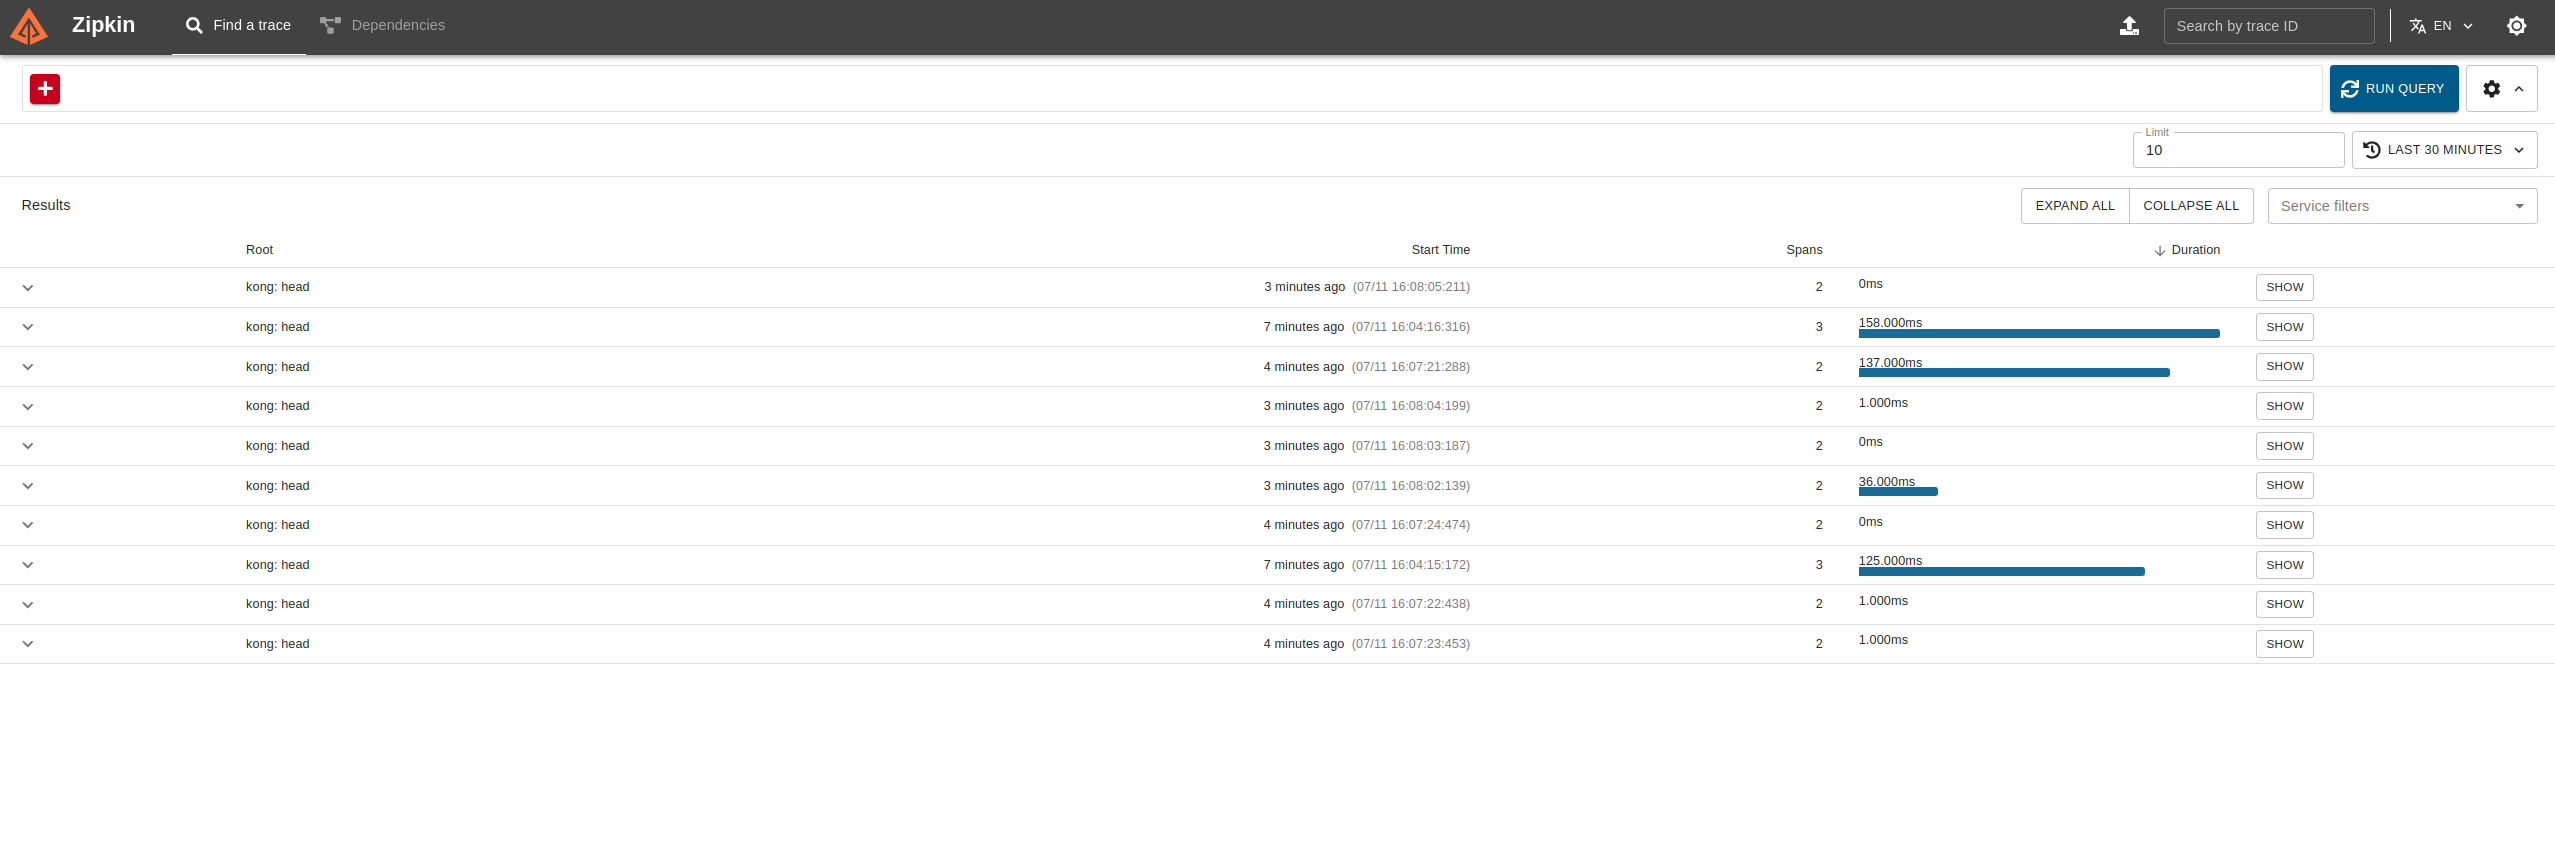 Zipkin Find a trace Dependencies Search by trace ID EN
RUN QUERY
Limit
10 LAST 30 MINUTES
Results EXPAND ALL COLLAPSE ALL Service filters
Root Start Time Spans Duration
kong: head 3 minutes ago (07/11 16:08:05:211) 2 0ms SHOW
kong: head 7 minutes ago (07/11 16:04:16:316) 3 158.000ms SHOW
kong: head 4 minutes ago (07/11 16:07:21:288) 2 137.000ms SHOW
kong: head 3 minutes ago (07/11 16:08:04:199) 2 1.000ms SHOW
kong: head 3 minutes ago (07/11 16:08:03:187) 2 0ms SHOW
kong: head 3 minutes ago (07/11 16:08:02:139) 2 36.000ms SHOW
kong: head 4 minutes ago (07/11 16:07:24:474) 2 0ms SHOW
kong: head 7 minutes ago (07/11 16:04:15:172) 3 125.000ms SHOW
kong: head 4 minutes ago (07/11 16:07:22:438) 2 1.000ms SHOW
kong: head 4 minutes ago (07/11 16:07:23:453) 2 1.000ms SHOW